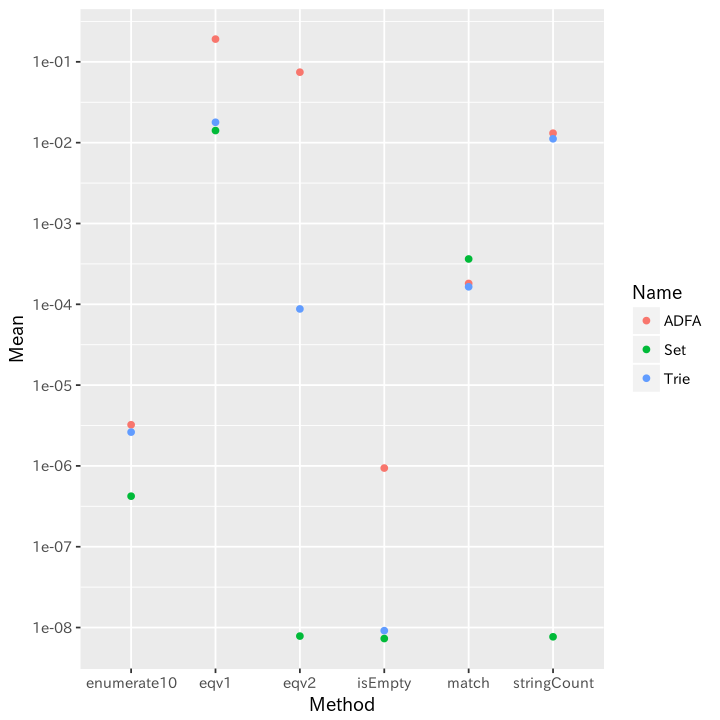 1e-01
1e-02
1e-03
1e-04
1e-05
1e-06
1e-07
1e-08
Mean
enumerate10 eqv1 eqv2 isEmpty match stringCount
Method
Name
ADFA
Set
Trie